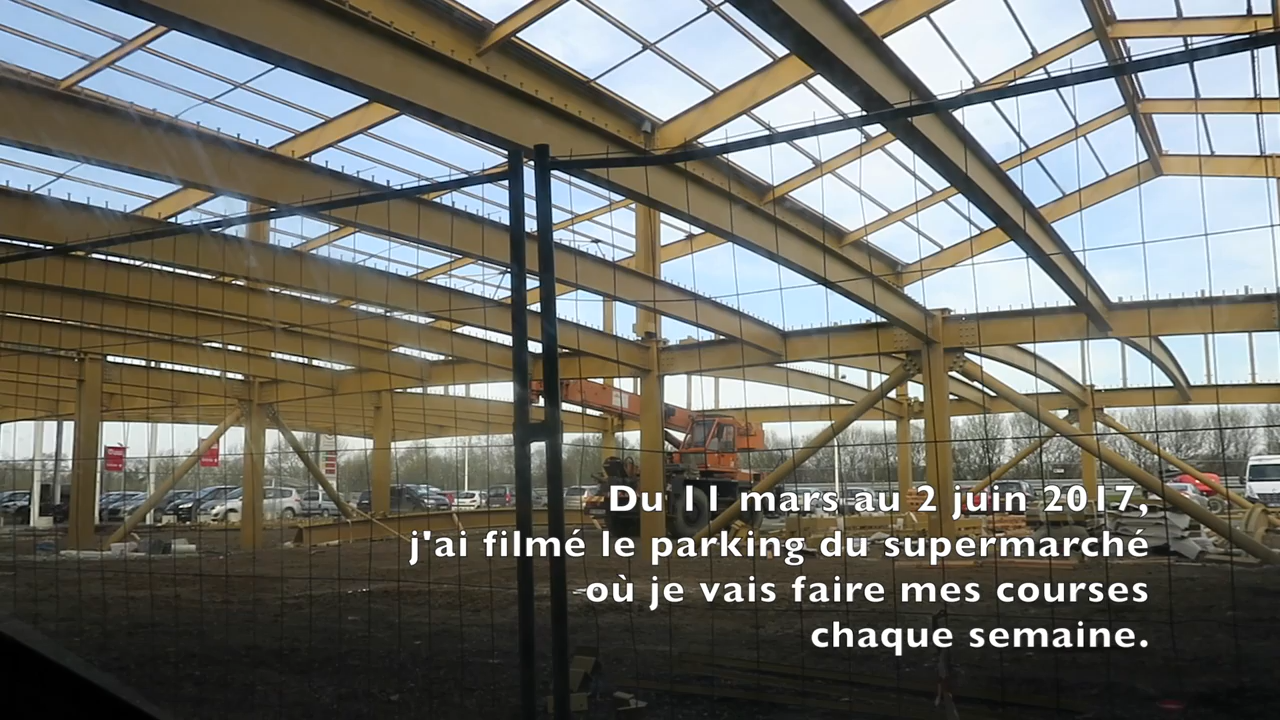 Du 11 mars au 2 juin 2017,
j'ai filmé le parking du supermarché
où je vais faire mes courses
chaque semaine.